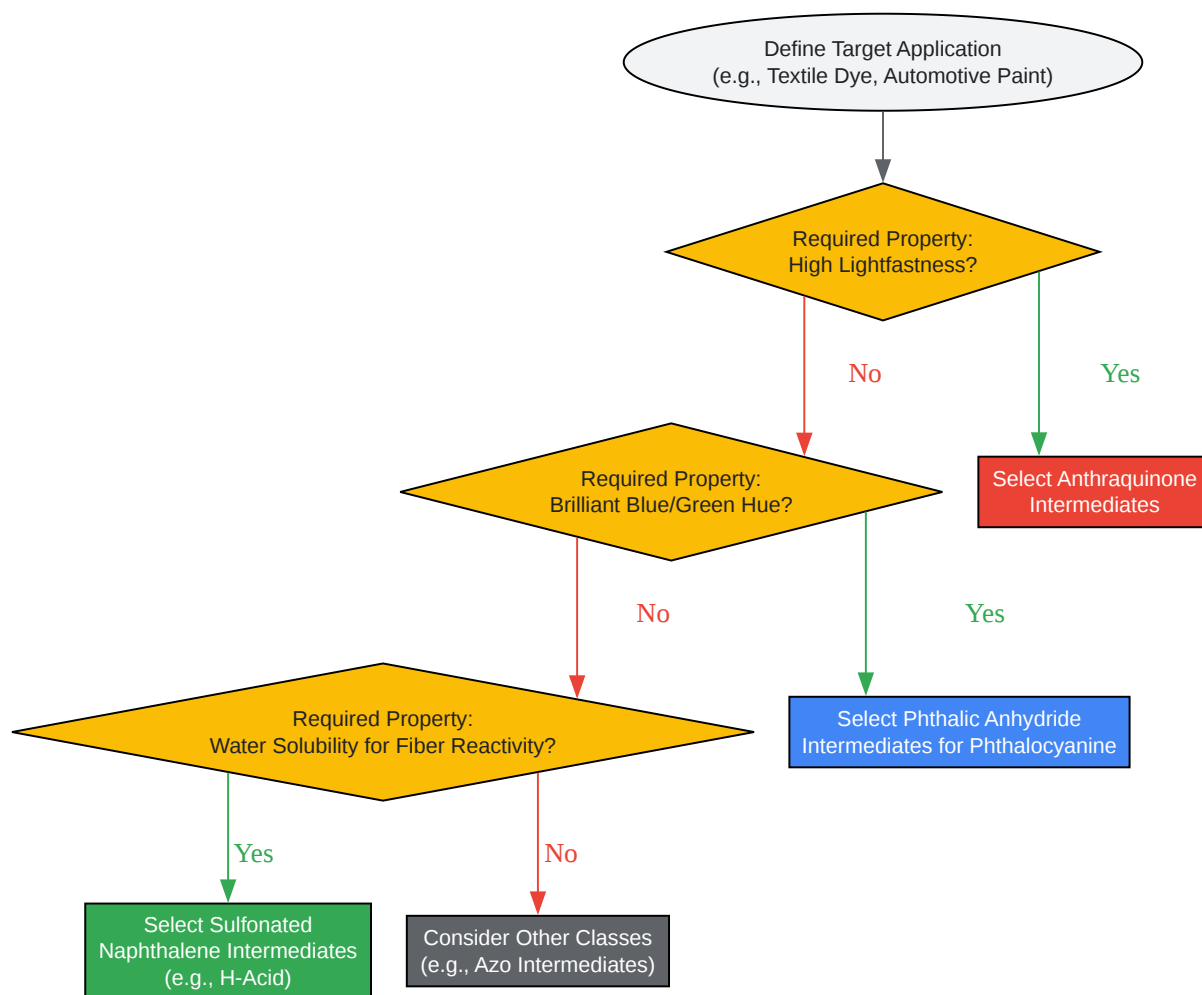 Define Target Application
(e.g., Textile Dye, Automotive Paint)
Required Property:
High Lightfastness?
No
Yes
Required Property:
Brilliant Blue/Green Hue?
Select Anthraquinone
Intermediates
No
Yes
Required Property:
Water Solubility for Fiber Reactivity?
Select Phthalic Anhydride
Intermediates for Phthalocyanine
Yes
No
Select Sulfonated
Naphthalene Intermediates
(e.g., H-Acid)
Consider Other Classes
(e.g., Azo Intermediates)